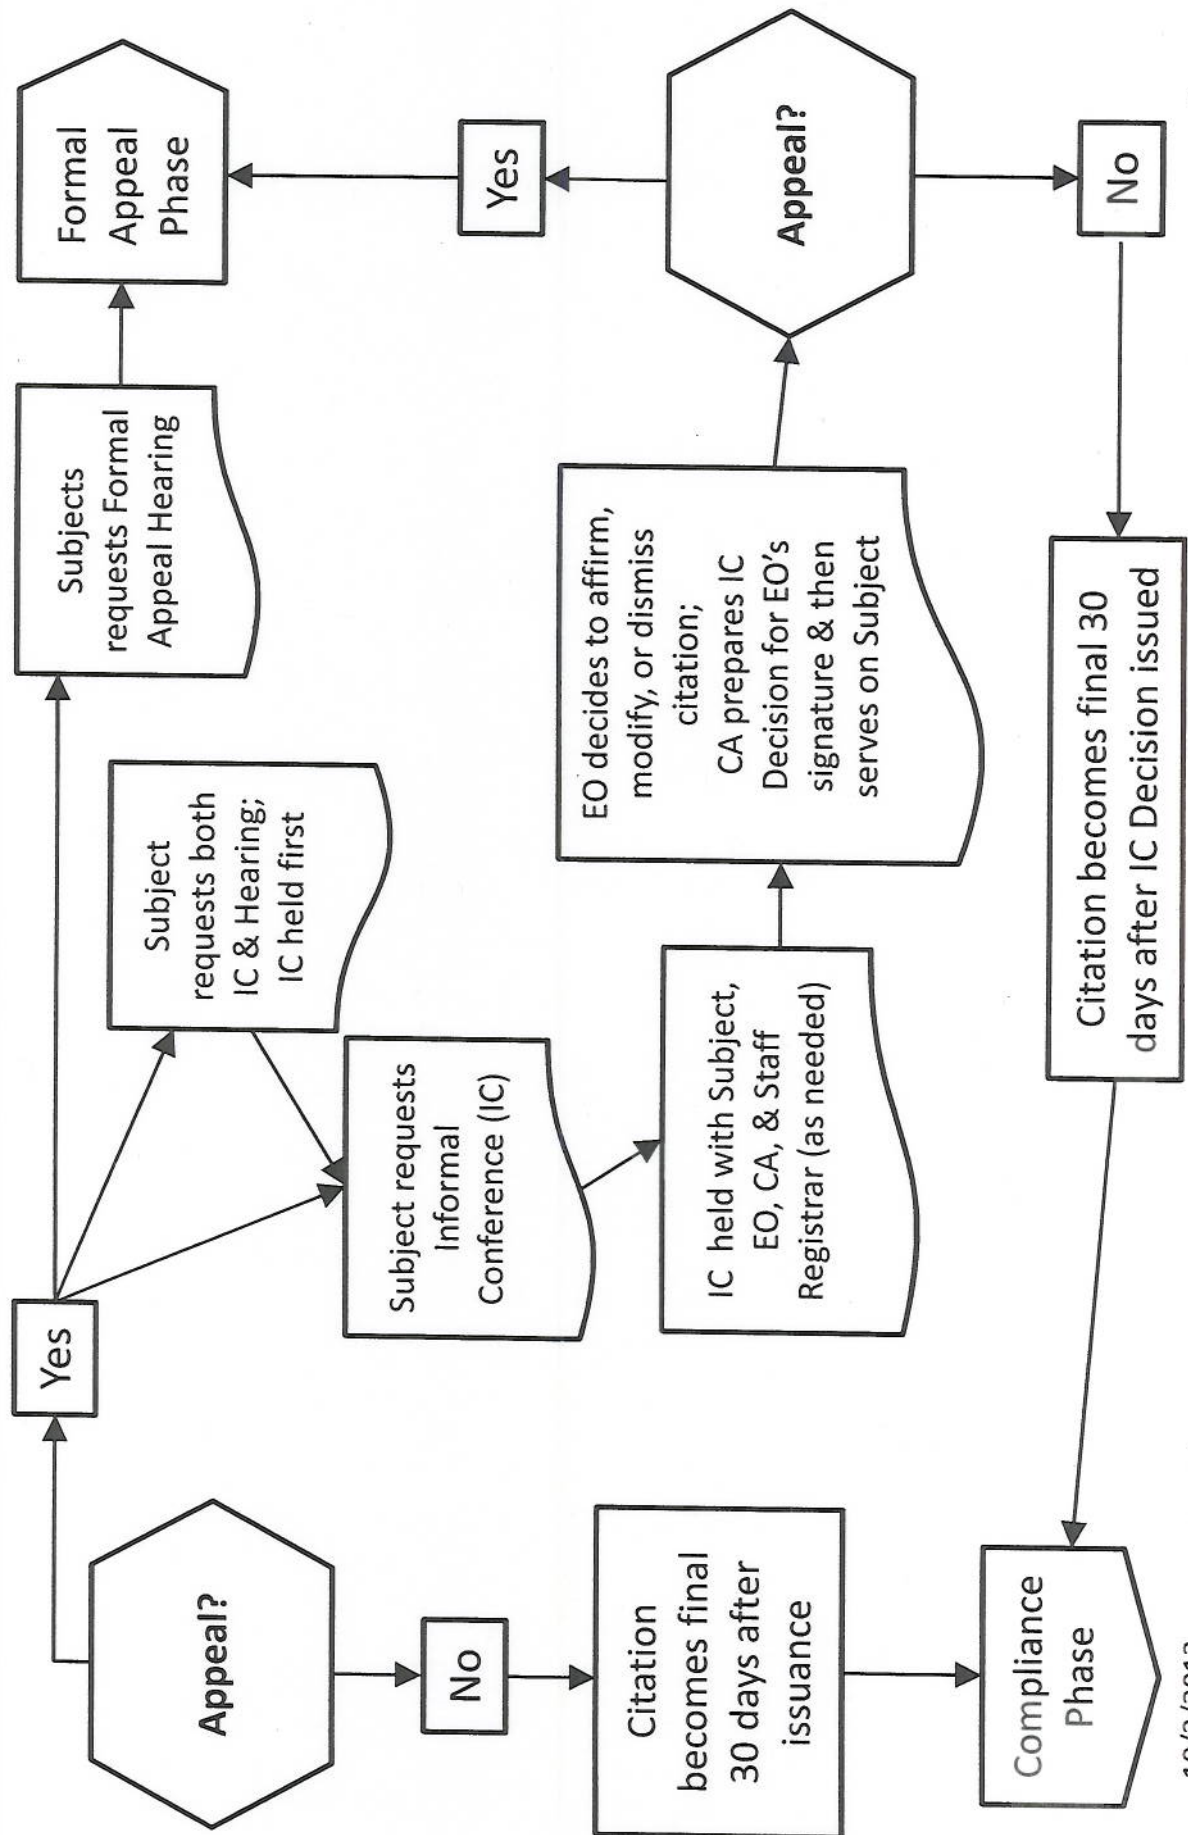 Appeal?
Yes
No
Citation
becomes final
30 days after
issuance
Compliance
Phase
Subjects
requests Formal
Appeal Hearing
Formal
Appeal
Phase
Subject
requests both
IC & Hearing;
IC held first
Subject requests
Informal
Conference (IC)
IC held with Subject,
EO, CA, & Staff
Registrar (as needed)
EO decides to affirm,
modify, or dismiss
citation;
CA prepares IC
Decision for EO's
signature & then
serves on Subject
Appeal?
Yes
No
Citation becomes final 30
days after IC Decision issued